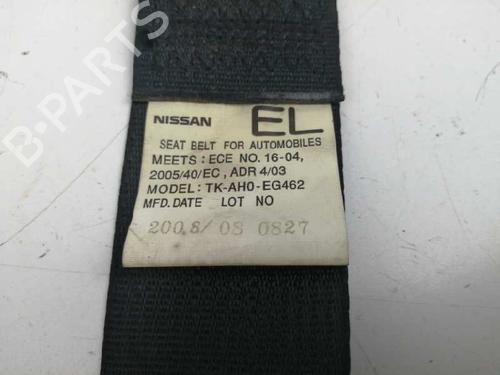 NISSAN EL
SEAT BELT FOR AUTOMOBILES
MEETS : ECE NO. 16-04,
2005/40/EC , ADR 4/03
MODEL: TK-AH0-EG462
MFD. DATE LOT NO
2008/ 08 0827
B-PARTS